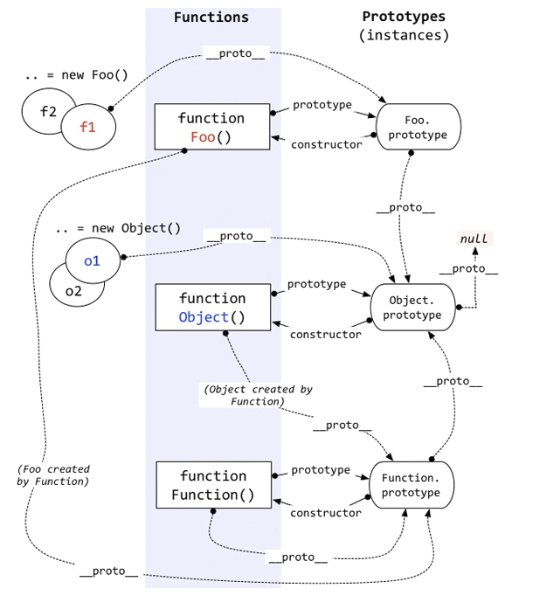 Functions
Prototypes
(instances)
__proto__
.. = new Foo()
f2
f1
function
Foo()
prototype
constructor
Foo.
prototype
__proto__
.. = new Object()
__proto__
null
o1
o2
__proto__
function
Object()
prototype
constructor
Object.
prototype
(Object created by
Function)
__proto__
__proto__
(Foo created
by Function)
function
Function()
prototype
constructor
Function.
prototype
__proto__
__proto__